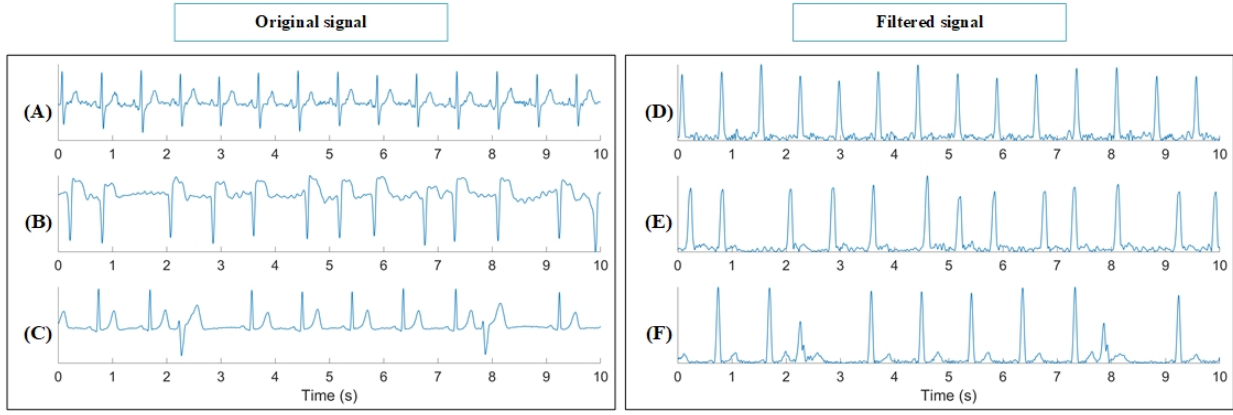 Original signal
Filtered signal
(A)
0 1 2 3 4 5 6 7 8 9 10
(B)
0 1 2 3 4 5 6 7 8 9 10
(C)
0 1 2 3 4 5 6 7 8 9 10
Time (s)
(D)
0 1 2 3 4 5 6 7 8 9 10
(E)
0 1 2 3 4 5 6 7 8 9 10
(F)
0 1 2 3 4 5 6 7 8 9 10
Time (s)